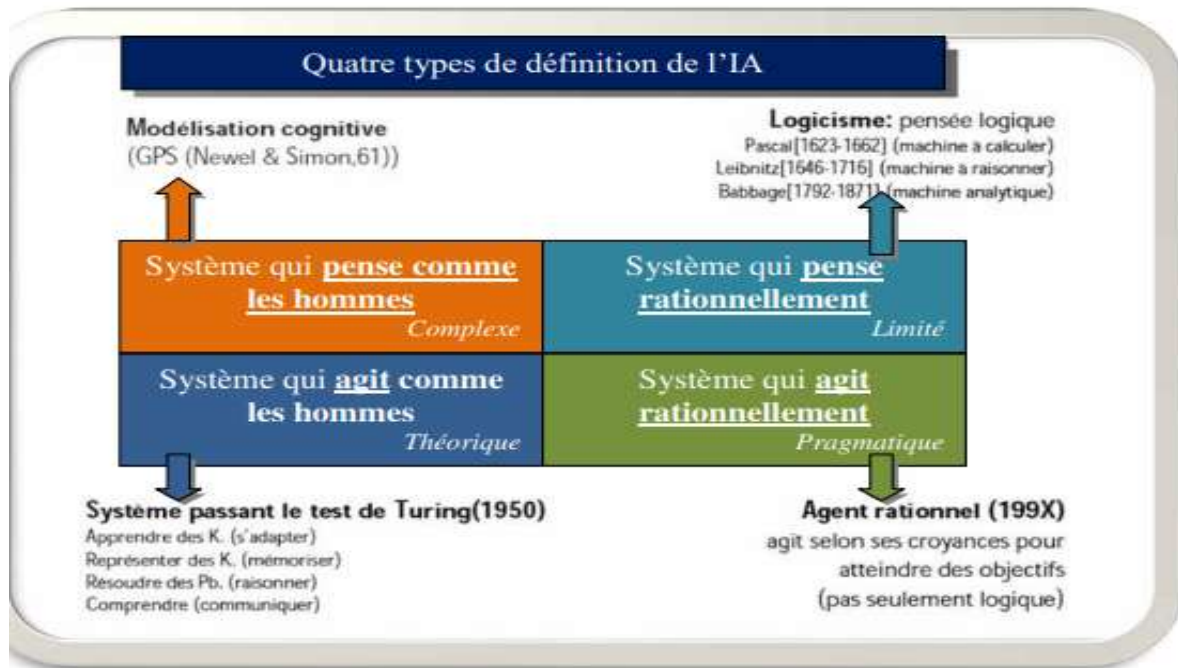 Quatre types de définition de l'IA
Modélisation cognitive
(GPS (Newel & Simon,61))
Logicisme: pensée logique
Pascal[1623-1662] (machine à calculer)
Leibnitz[1646-1716] (machine à raisonner)
Babbage[1792-1871] (machine analytique)
Système qui pense comme
les hommes
Complexe
Système qui pense
rationnellement
Limité
Système qui agit comme
les hommes
Théorique
Système qui agit
rationnellement
Pragmatique
Système passant le test de Turing(1950)
Apprendre des K. (s'adapter)
Représenter des K. (mémoriser)
Résoudre des Pb. (raisonner)
Comprendre (communiquer)
Agent rationnel (199X)
agit selon ses croyances pour
atteindre des objectifs
(pas seulement logique)